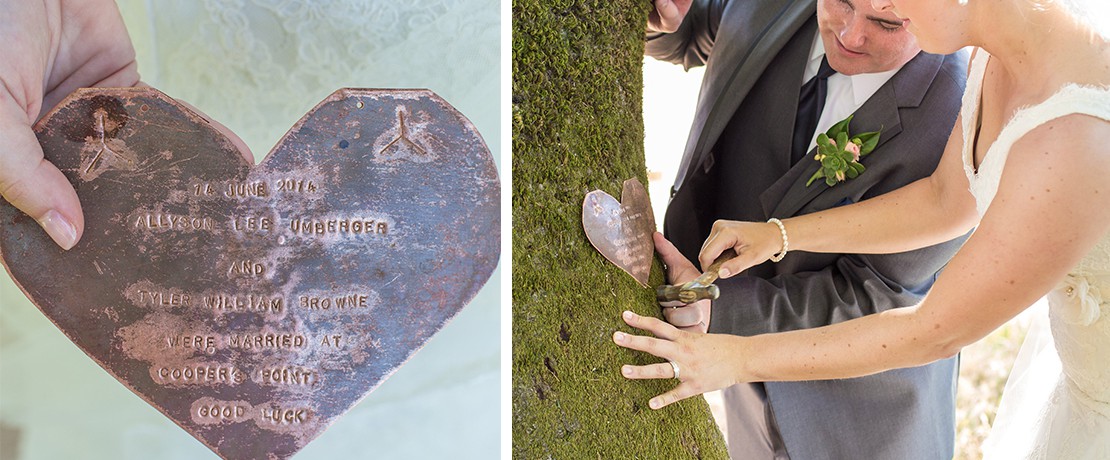 14 JUNE 2014
ALLYSON LEE UMBERGER
AND
TYLER WILLIAM BROWNE
WERE MARRIED AT
COOPER'S POINT
GOOD LUCK